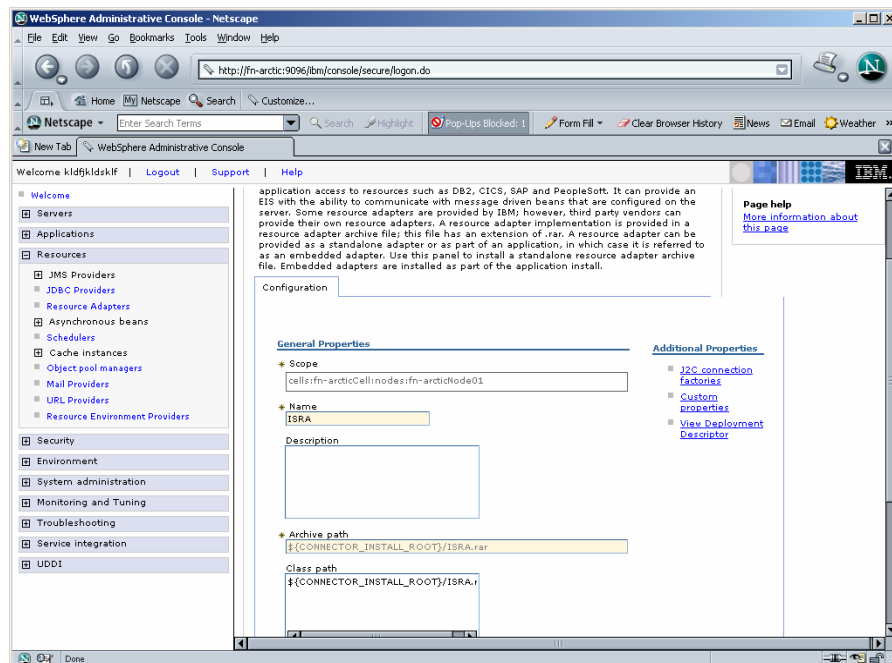 WebSphere Administrative Console - Netscape
File Edit View Go Bookmarks Tools Window Help
http://fn-arctic:9096/ibm/console/secure/logon.do
Home My Netscape Search Customize...
Netscape Enter Search Terms Search Highlight Pop-Ups Blocked: 1 Form Fill Clear Browser History News Email Weather »
New Tab WebSphere Administrative Console
Welcome kldfjkldsklf | Logout | Support | Help IBM.
Welcome
Servers
Applications
Resources
JMS Providers
JDBC Providers
Resource Adapters
Asynchronous beans
Schedulers
Cache instances
Object pool managers
Mail Providers
URL Providers
Resource Environment Providers
Security
Environment
System administration
Monitoring and Tuning
Troubleshooting
Service integration
UDDI
application access to resources such as DB2, CICS, SAP and PeopleSoft. It can provide an
EIS with the ability to communicate with message driven beans that are configured on the
server. Some resource adapters are provided by IBM; however, third party vendors can
provide their own resource adapters. A resource adapter implementation is provided in a
resource adapter archive file; this file has an extension of .rar. A resource adapter can be
provided as a standalone adapter or as part of an application, in which case it is referred to
as an embedded adapter. Use this panel to install a standalone resource adapter archive
file. Embedded adapters are installed as part of the application install.
Configuration
General Properties
* Scope
cells:fn-arcticCell:nodes:fn-arcticNode01
* Name
ISRA
Description
* Archive path
${CONNECTOR_INSTALL_ROOT}/ISRA.rar
Class path
${CONNECTOR_INSTALL_ROOT}/ISRA.r
Additional Properties
J2C connection
factories
Custom
properties
View Deployment
Descriptor
Page help
More information about
this page
Done